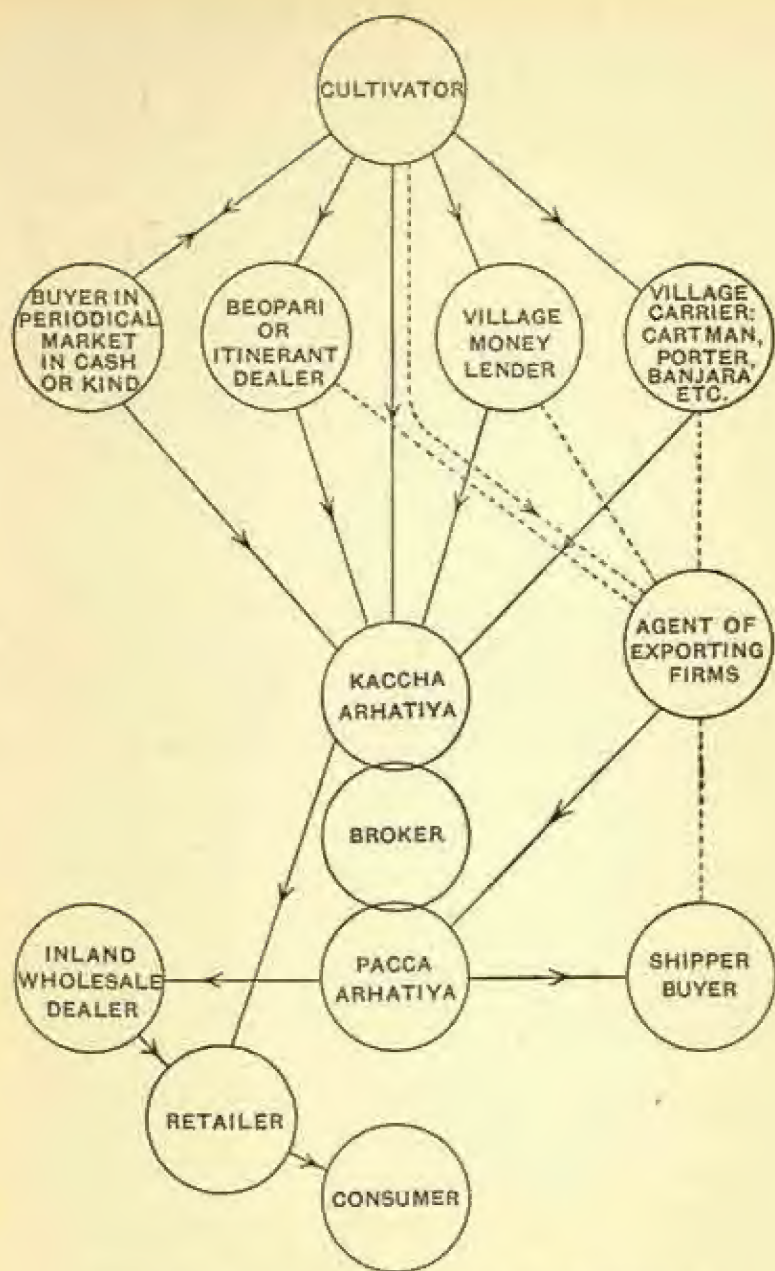 CULTIVATOR
BUYER IN
PERIODICAL
MARKET
IN CASH
OR KIND
BEOPARI
OR
ITINERANT
DEALER
VILLAGE
MONEY
LENDER
VILLAGE
CARRIER:
CARTMAN,
PORTER,
BANJARA,
ETC.
KACCHA
ARHATIYA
AGENT OF
EXPORTING
FIRMS
BROKER
INLAND
WHOLESALE
DEALER
PACCA
ARHATIYA
SHIPPER
BUYER
RETAILER
CONSUMER